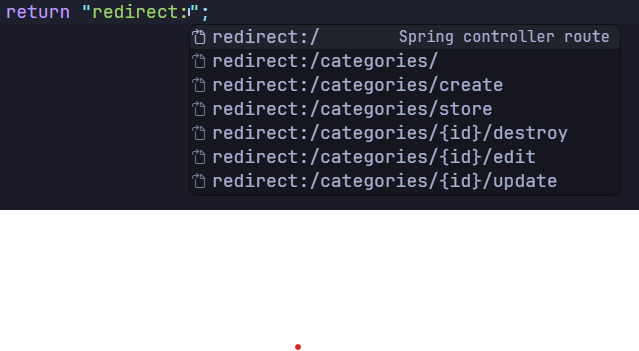 return "redirect:";
redirect:/ Spring controller route
redirect:/categories/
redirect:/categories/create
redirect:/categories/store
redirect:/categories/{id}/destroy
redirect:/categories/{id}/edit
redirect:/categories/{id}/update